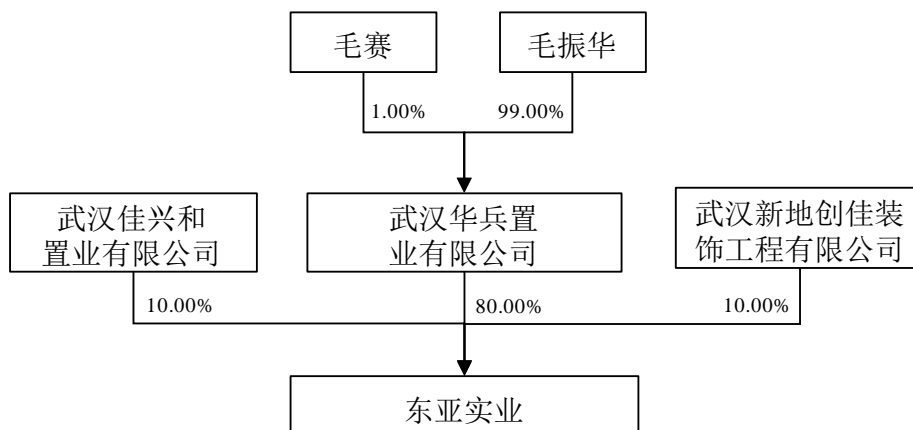 毛赛
毛振华
1.00%
99.00%
武汉佳兴和
置业有限公司
武汉华兵置
业有限公司
武汉新地创佳装
饰工程有限公司
10.00%
80.00%
10.00%
东亚实业